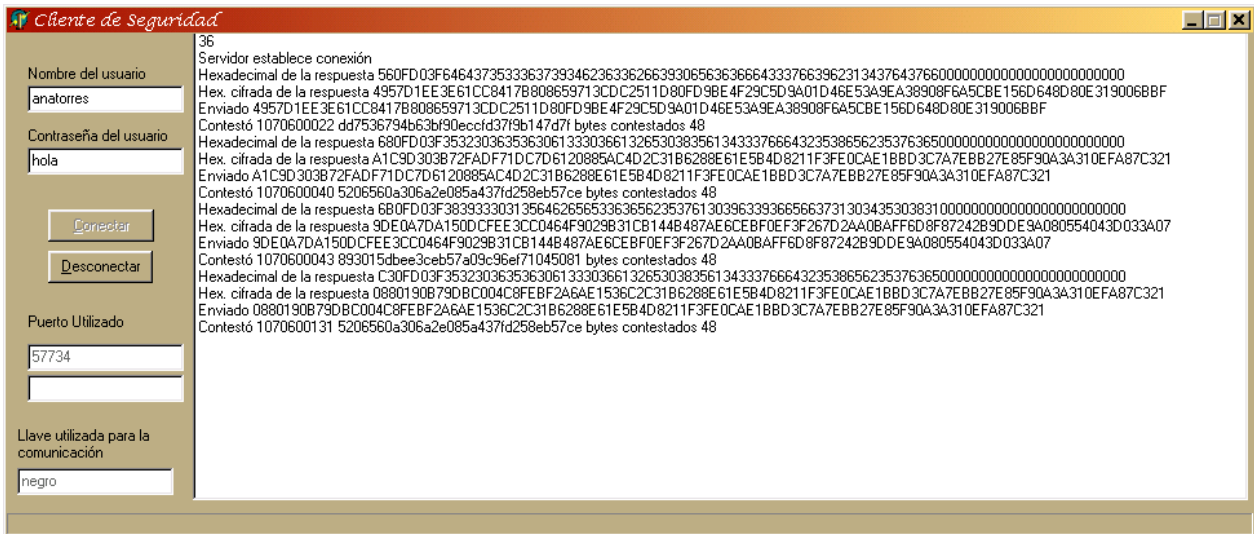 Cliente de Seguridad
Nombre del usuario
anatorres
Contraseña del usuario
hola
Conectar
Desconectar
Puerto Utilizado
57734
Llave utilizada para la
comunicación
negro
36
Servidor establece conexión
Hexadecimal de la respuesta 560FD03F6464373533363739346236336266393065636366643337663962313437643766000000000000000000000000
Hex. cifrada de la respuesta 4957D1EE3E61CC8417B808659713CDC2511D80FD9BE4F29C5D9A01D46E53A9EA38908F6A5CBE156D648D80E319006BBF
Enviado 4957D1EE3E61CC8417B808659713CDC2511D80FD9BE4F29C5D9A01D46E53A9EA38908F6A5CBE156D648D80E319006BBF
Contestó 1070600022 dd7536794b63bf90eccfd37f9b147d7f bytes contestados 48
Hexadecimal de la respuesta 680FD03F3532303635363061333036613265303835613433376664323538656235376365000000000000000000000000
Hex. cifrada de la respuesta A1C9D303B72FADF71DC7D6120885AC4D2C31B6288E61E5B4D8211F3FE0CAE1BBD3C7A7EBB27E85F90A3A310EFA87C321
Enviado A1C9D303B72FADF71DC7D6120885AC4D2C31B6288E61E5B4D8211F3FE0CAE1BBD3C7A7EBB27E85F90A3A310EFA87C321
Contestó 1070600040 5206560a306a2e085a437fd258eb57ce bytes contestados 48
Hexadecimal de la respuesta 6B0FD03F3839333031356462656533636562353761303963393665663731303435303831000000000000000000000000
Hex. cifrada de la respuesta 9DE0A7DA150DCFEE3CC0464F9029B31CB144B487AE6CEBF0EF3F267D2AA0BAFF6D8F87242B9DDE9A080554043D033A07
Enviado 9DE0A7DA150DCFEE3CC0464F9029B31CB144B487AE6CEBF0EF3F267D2AA0BAFF6D8F87242B9DDE9A080554043D033A07
Contestó 1070600043 893015dbee3ceb57a09c96ef71045081 bytes contestados 48
Hexadecimal de la respuesta C30FD03F3532303635363061333036613265303835613433376664323538656235376365000000000000000000000000
Hex. cifrada de la respuesta 0880190B79DBC004C8FEBF2A6AE1536C2C31B6288E61E5B4D8211F3FE0CAE1BBD3C7A7EBB27E85F90A3A310EFA87C321
Enviado 0880190B79DBC004C8FEBF2A6AE1536C2C31B6288E61E5B4D8211F3FE0CAE1BBD3C7A7EBB27E85F90A3A310EFA87C321
Contestó 1070600131 5206560a306a2e085a437fd258eb57ce bytes contestados 48